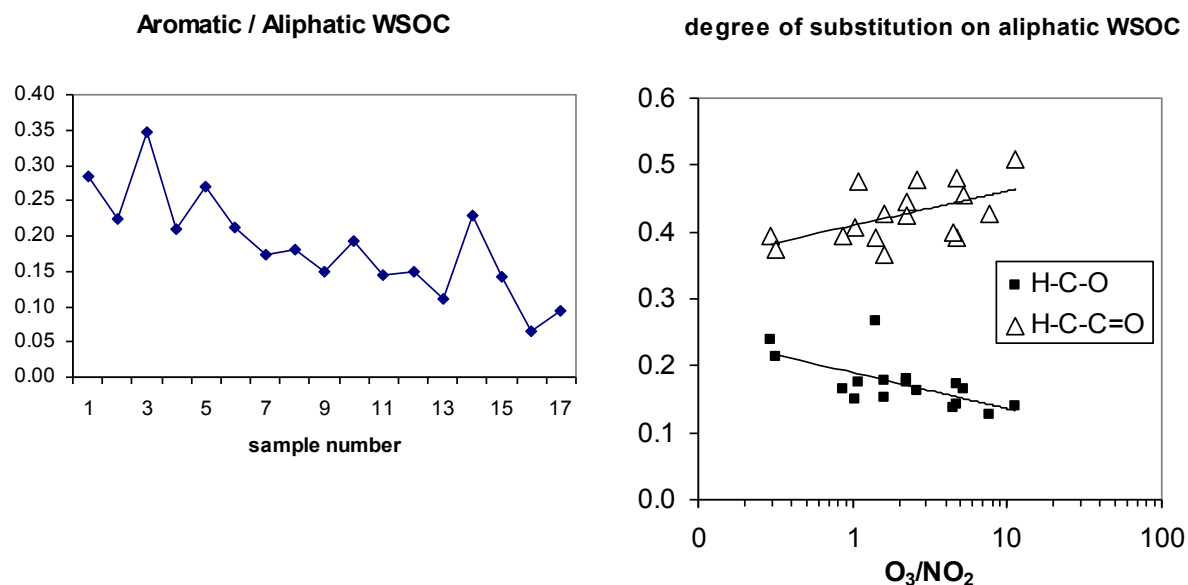 Aromatic / Aliphatic WSOC
0.40
0.35
0.30
0.25
0.20
0.15
0.10
0.05
0.00
1 3 5 7 9 11 13 15 17
sample number
degree of substitution on aliphatic WSOC
0.6
0.5
0.4
0.3
0.2
0.1
0.0
H-C-O
H-C-C=O
0 1 10 100
O₃/NO₂